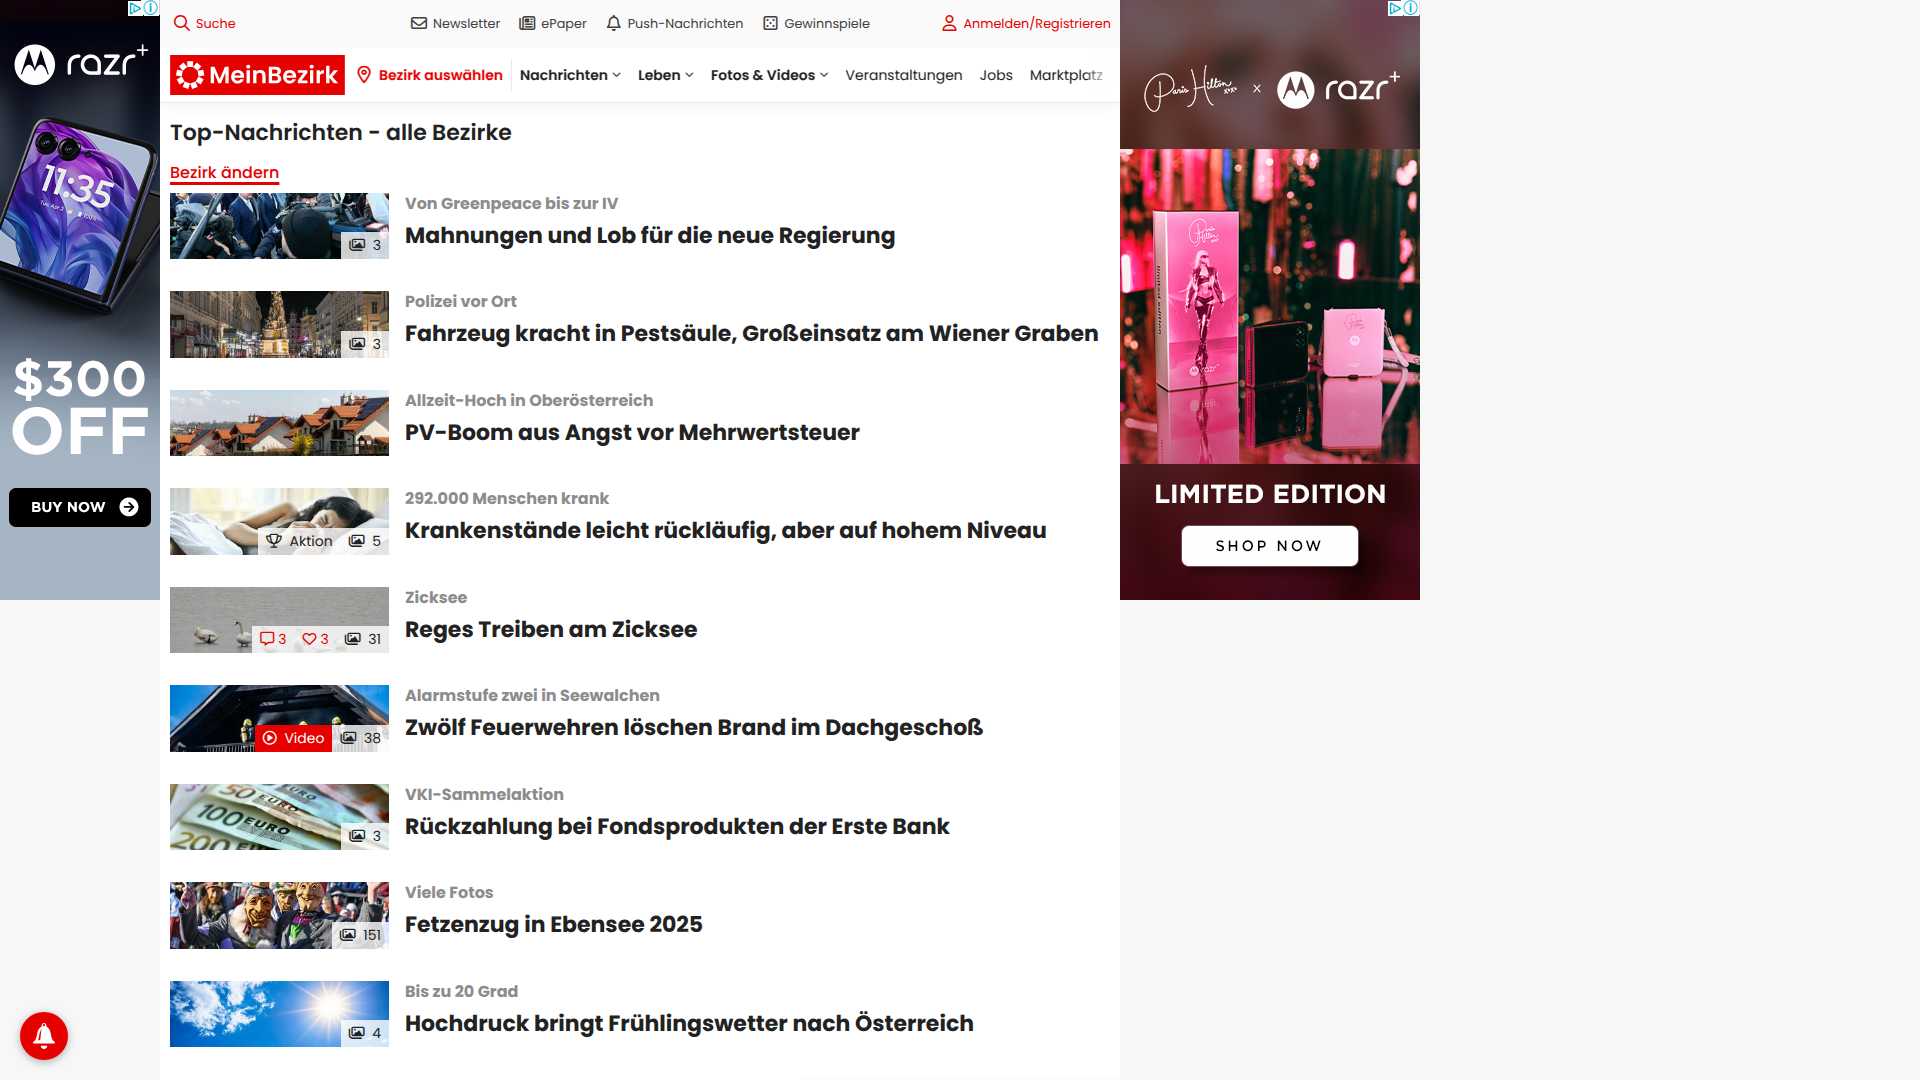 Suche
Newsletter
ePaper
Push-Nachrichten
Gewinnspiele
Anmelden/Registrieren
MeinBezirk
Bezirk auswählen
Nachrichten
Leben
Fotos & Videos
Veranstaltungen
Jobs
Marktplatz
Top-Nachrichten - alle Bezirke
Bezirk ändern
3
Von Greenpeace bis zur IV
Mahnungen und Lob für die neue Regierung
3
Polizei vor Ort
Fahrzeug kracht in Pestsäule, Großeinsatz am Wiener Graben
Allzeit-Hoch in Oberösterreich
PV-Boom aus Angst vor Mehrwertsteuer
Aktion 5
292.000 Menschen krank
Krankenstände leicht rückläufig, aber auf hohem Niveau
3 3 31
Zicksee
Reges Treiben am Zicksee
Video 38
Alarmstufe zwei in Seewalchen
Zwölf Feuerwehren löschen Brand im Dachgeschoß
50 EURO
100 EURO
200
3
VKI-Sammelaktion
Rückzahlung bei Fondsprodukten der Erste Bank
151
Viele Fotos
Fetzenzug in Ebensee 2025
4
Bis zu 20 Grad
Hochdruck bringt Frühlingswetter nach Österreich
razr+
11:35
$300
OFF
BUY NOW
Paris Hilton x razr+
razr
LIMITED EDITION
SHOP NOW